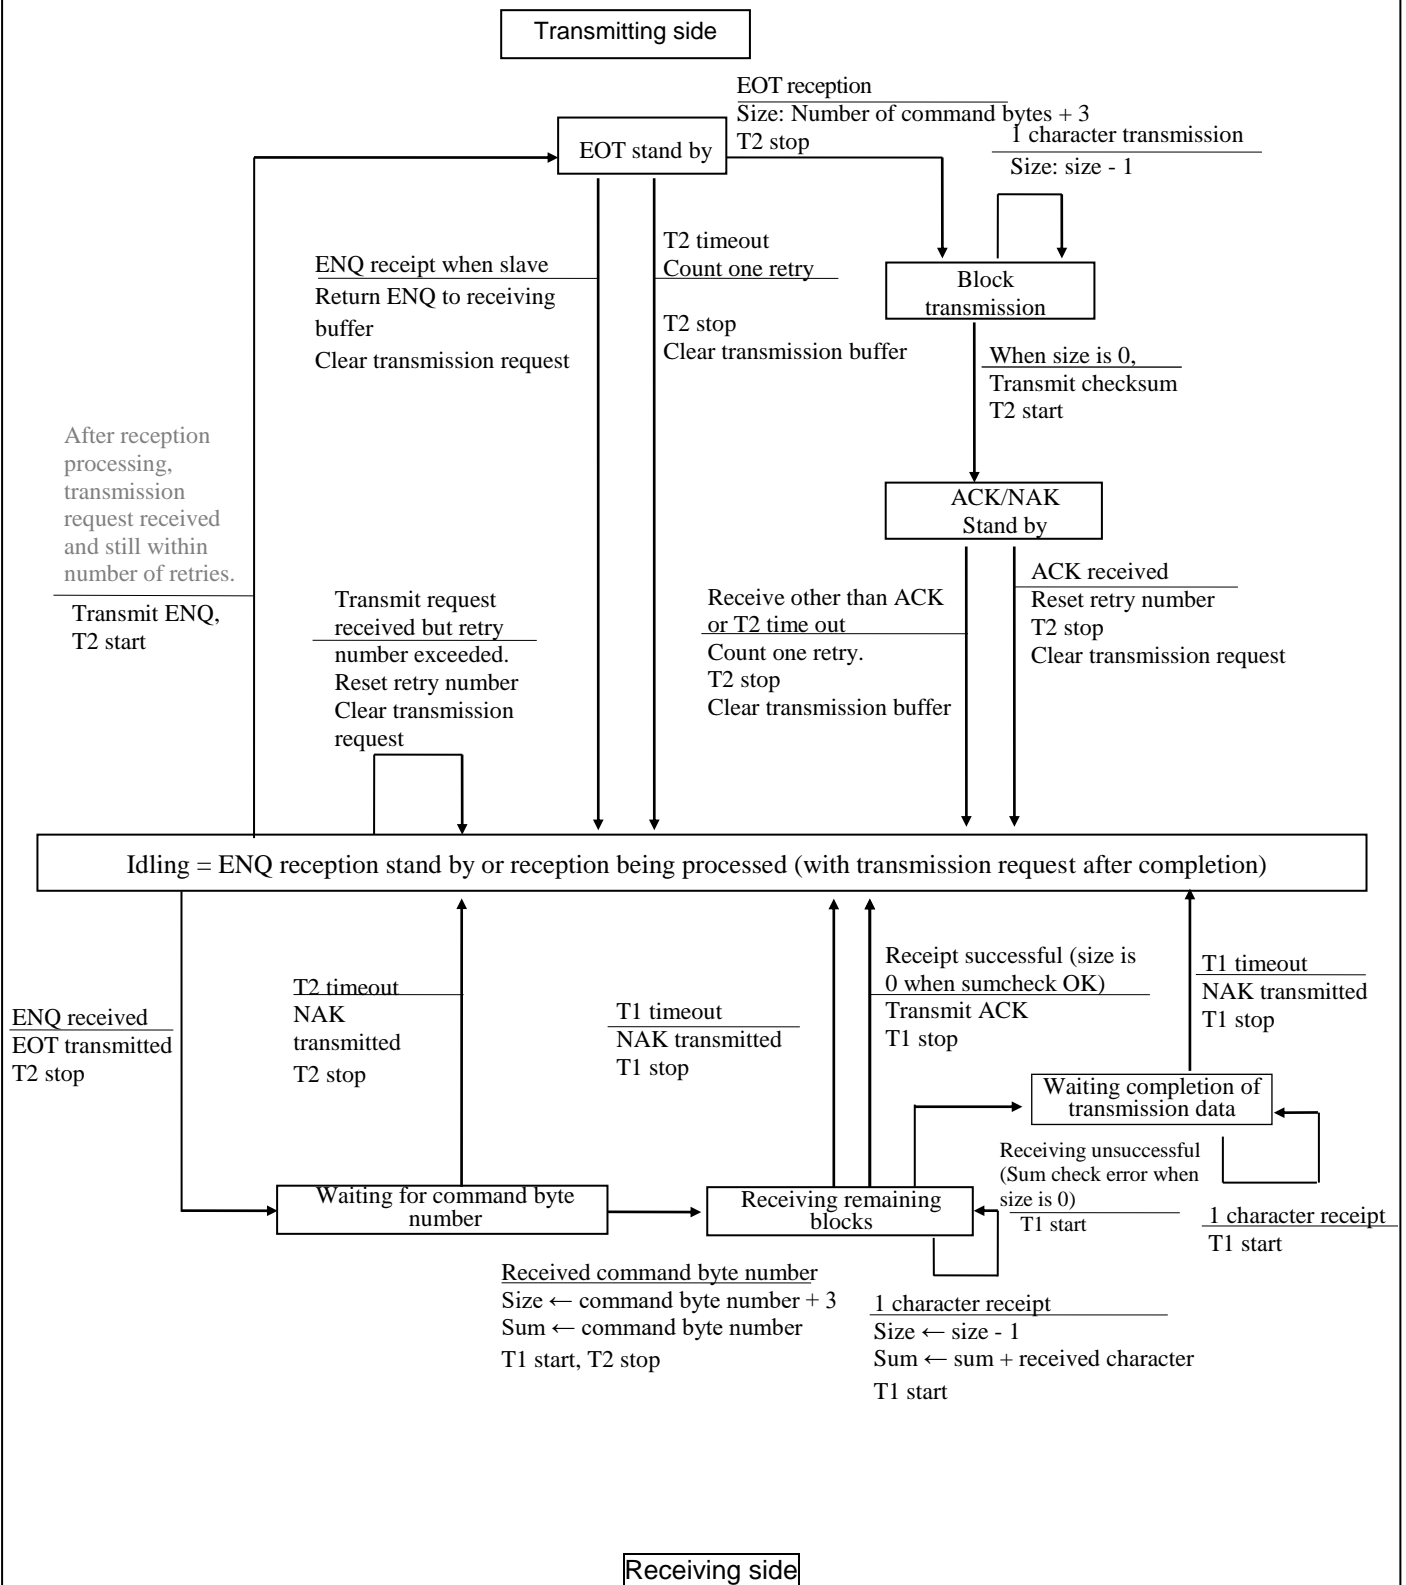 Transmitting side
EOT reception
Size: Number of command bytes + 3
T2 stop
1 character transmission
Size: size - 1
EOT stand by
T2 timeout
Count one retry
T2 stop
Clear transmission buffer
ENQ receipt when slave
Return ENQ to receiving
buffer
Clear transmission request
Block
transmission
When size is 0,
Transmit checksum
T2 start
After reception
processing,
transmission
request received
and still within
number of retries.
Transmit ENQ,
T2 start
ACK/NAK
Stand by
Transmit request
received but retry
number exceeded.
Reset retry number
Clear transmission
request
Receive other than ACK
or T2 time out
Count one retry.
T2 stop
Clear transmission buffer
ACK received
Reset retry number
T2 stop
Clear transmission request
Idling = ENQ reception stand by or reception being processed (with transmission request after completion)
ENQ received
EOT transmitted
T2 stop
T2 timeout
NAK
transmitted
T2 stop
T1 timeout
NAK transmitted
T1 stop
Receipt successful (size is
0 when sumcheck OK)
Transmit ACK
T1 stop
T1 timeout
NAK transmitted
T1 stop
Waiting completion of
transmission data
Receiving unsuccessful
(Sum check error when
size is 0)
T1 start
1 character receipt
T1 start
Waiting for command byte
number
Receiving remaining
blocks
Received command byte number
Size ← command byte number + 3
Sum ← command byte number
T1 start, T2 stop
1 character receipt
Size ← size - 1
Sum ← sum + received character
T1 start
Receiving side